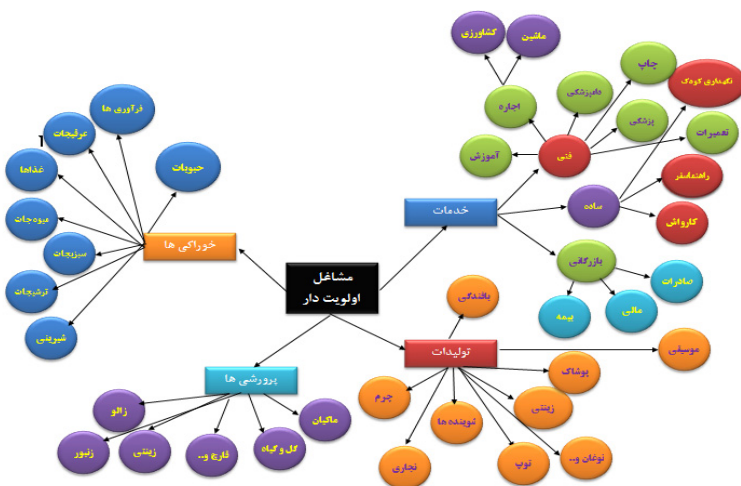 مشاغل
اولویت دار
خدمات
فنی
اجاره
کشاورزی
ماشین
دامپزشکی
چاپ
پزشکی
تعمیرات
آموزش
ساده
نگهداری کودک
راهنماسفر
کارواش
بازرگانی
صادرات
مالی
بیمه
تولیدات
بافندگی
موسیقی
پوشاک
زینتی
نوغان و..
توپ
شوینده ها
نجاری
چرم
پرورشی ها
ماکیان
گل و گیاه
قارچ و..
زینتی
زنبور
زالو
خوراکی ها
حبوبات
فرآوری ها
عرقیجات
غذاها
میوه جات
سبزیجات
ترشیجات
شیرینی